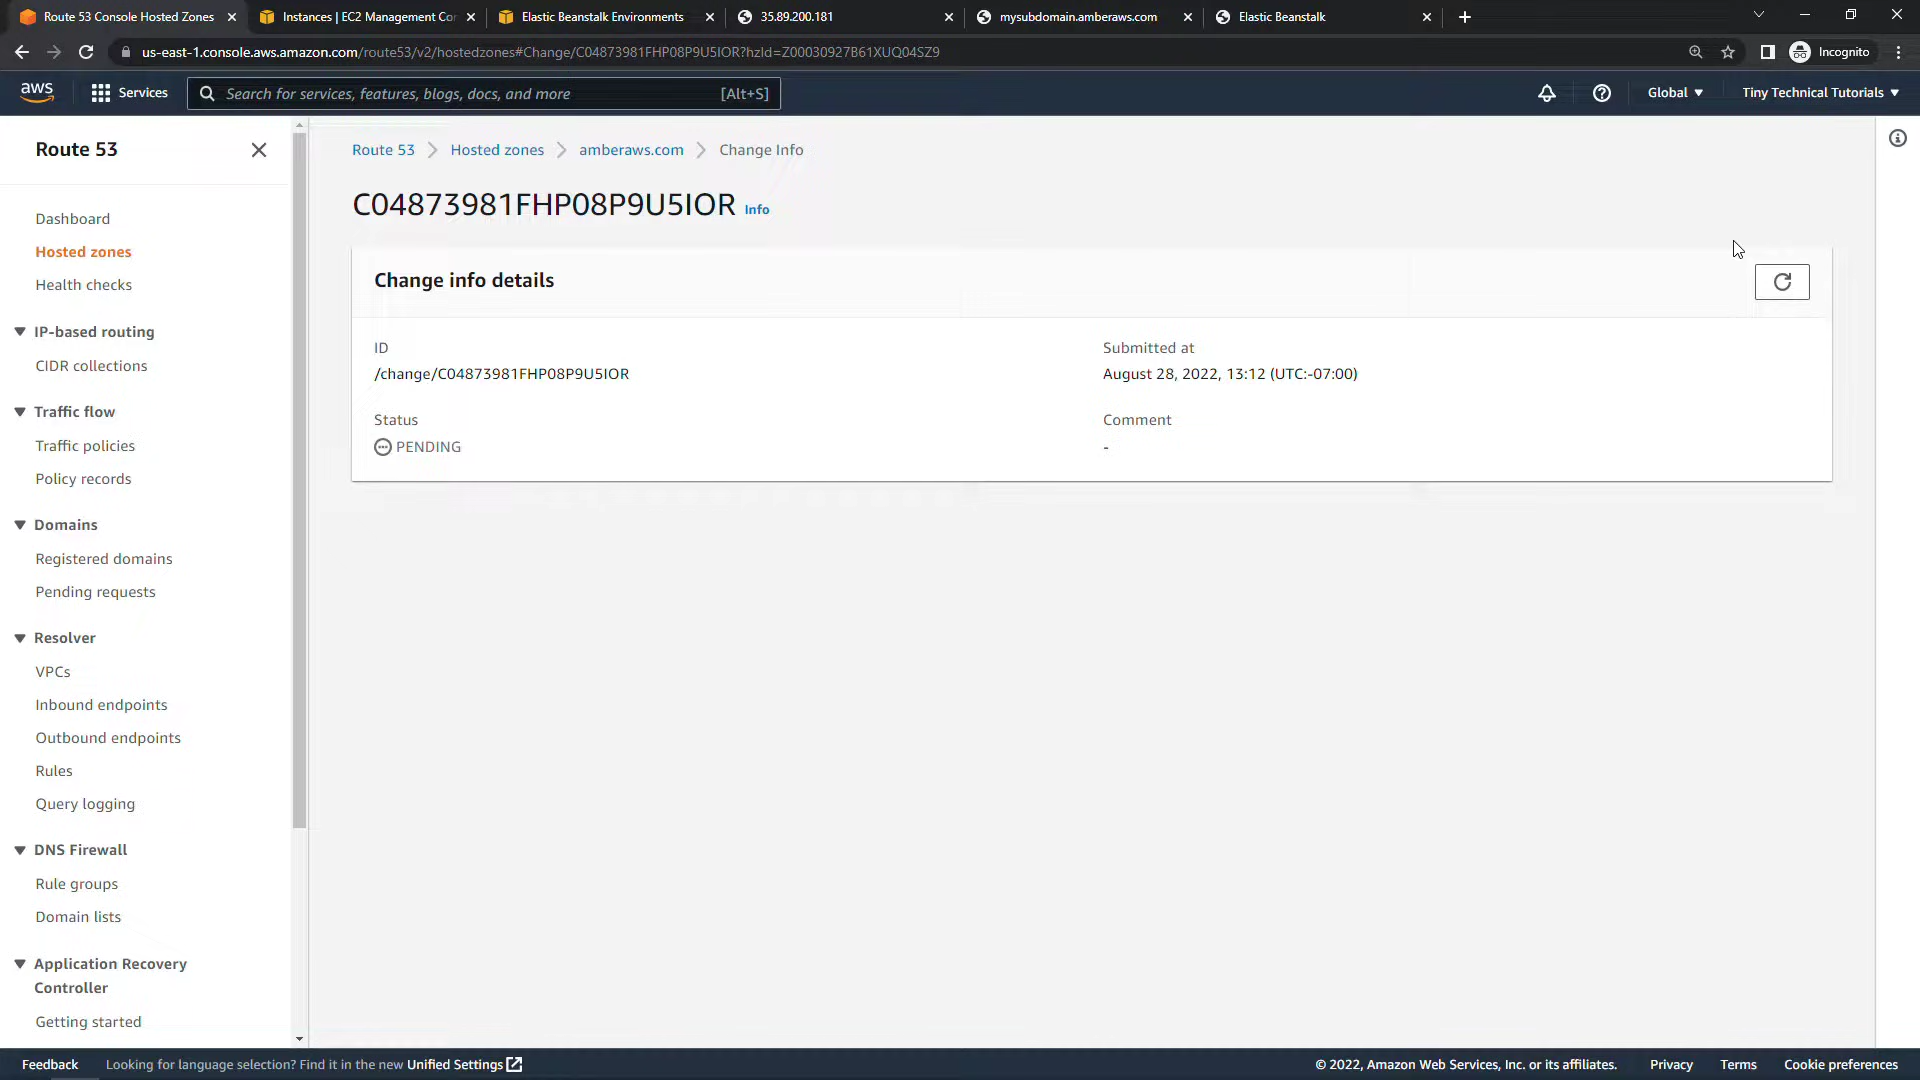 Route 53 Console Hosted Zones
Instances | EC2 Management Cor
Elastic Beanstalk Environments
35.89.200.181
mysubdomain.amberaws.com
Elastic Beanstalk
us-east-1.console.aws.amazon.com/route53/v2/hostedzones#Change/C04873981FHP08P9U5IOR?hzId=Z00030927B61XUQ04SZ9
Incognito
aws
Services
Search for services, features, blogs, docs, and more
[Alt+S]
Global
Tiny Technical Tutorials
Route 53
Dashboard
Hosted zones
Health checks
IP-based routing
CIDR collections
Traffic flow
Traffic policies
Policy records
Domains
Registered domains
Pending requests
Resolver
VPCs
Inbound endpoints
Outbound endpoints
Rules
Query logging
DNS Firewall
Rule groups
Domain lists
Application Recovery
Controller
Getting started
Route 53 > Hosted zones > amberaws.com > Change Info
C04873981FHP08P9U5IOR Info
Change info details
ID
/change/C04873981FHP08P9U5IOR
Submitted at
August 28, 2022, 13:12 (UTC:-07:00)
Status
PENDING
Comment
-
Feedback
Looking for language selection? Find it in the new Unified Settings
© 2022, Amazon Web Services, Inc. or its affiliates.
Privacy
Terms
Cookie preferences